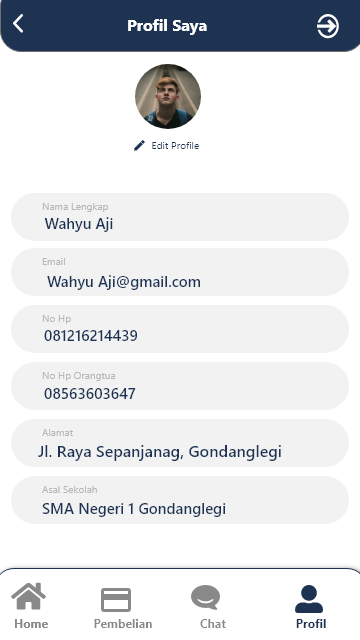 Profil Saya
Edit Profile
Nama Lengkap
Wahyu Aji
Email
Wahyu Aji@gmail.com
No Hp
081216214439
No Hp Orangtua
08563603647
Alamat
Jl. Raya Sepanjanag, Gondanglegi
Asal Sekolah
SMA Negeri 1 Gondanglegi
Home Pembelian Chat Profil